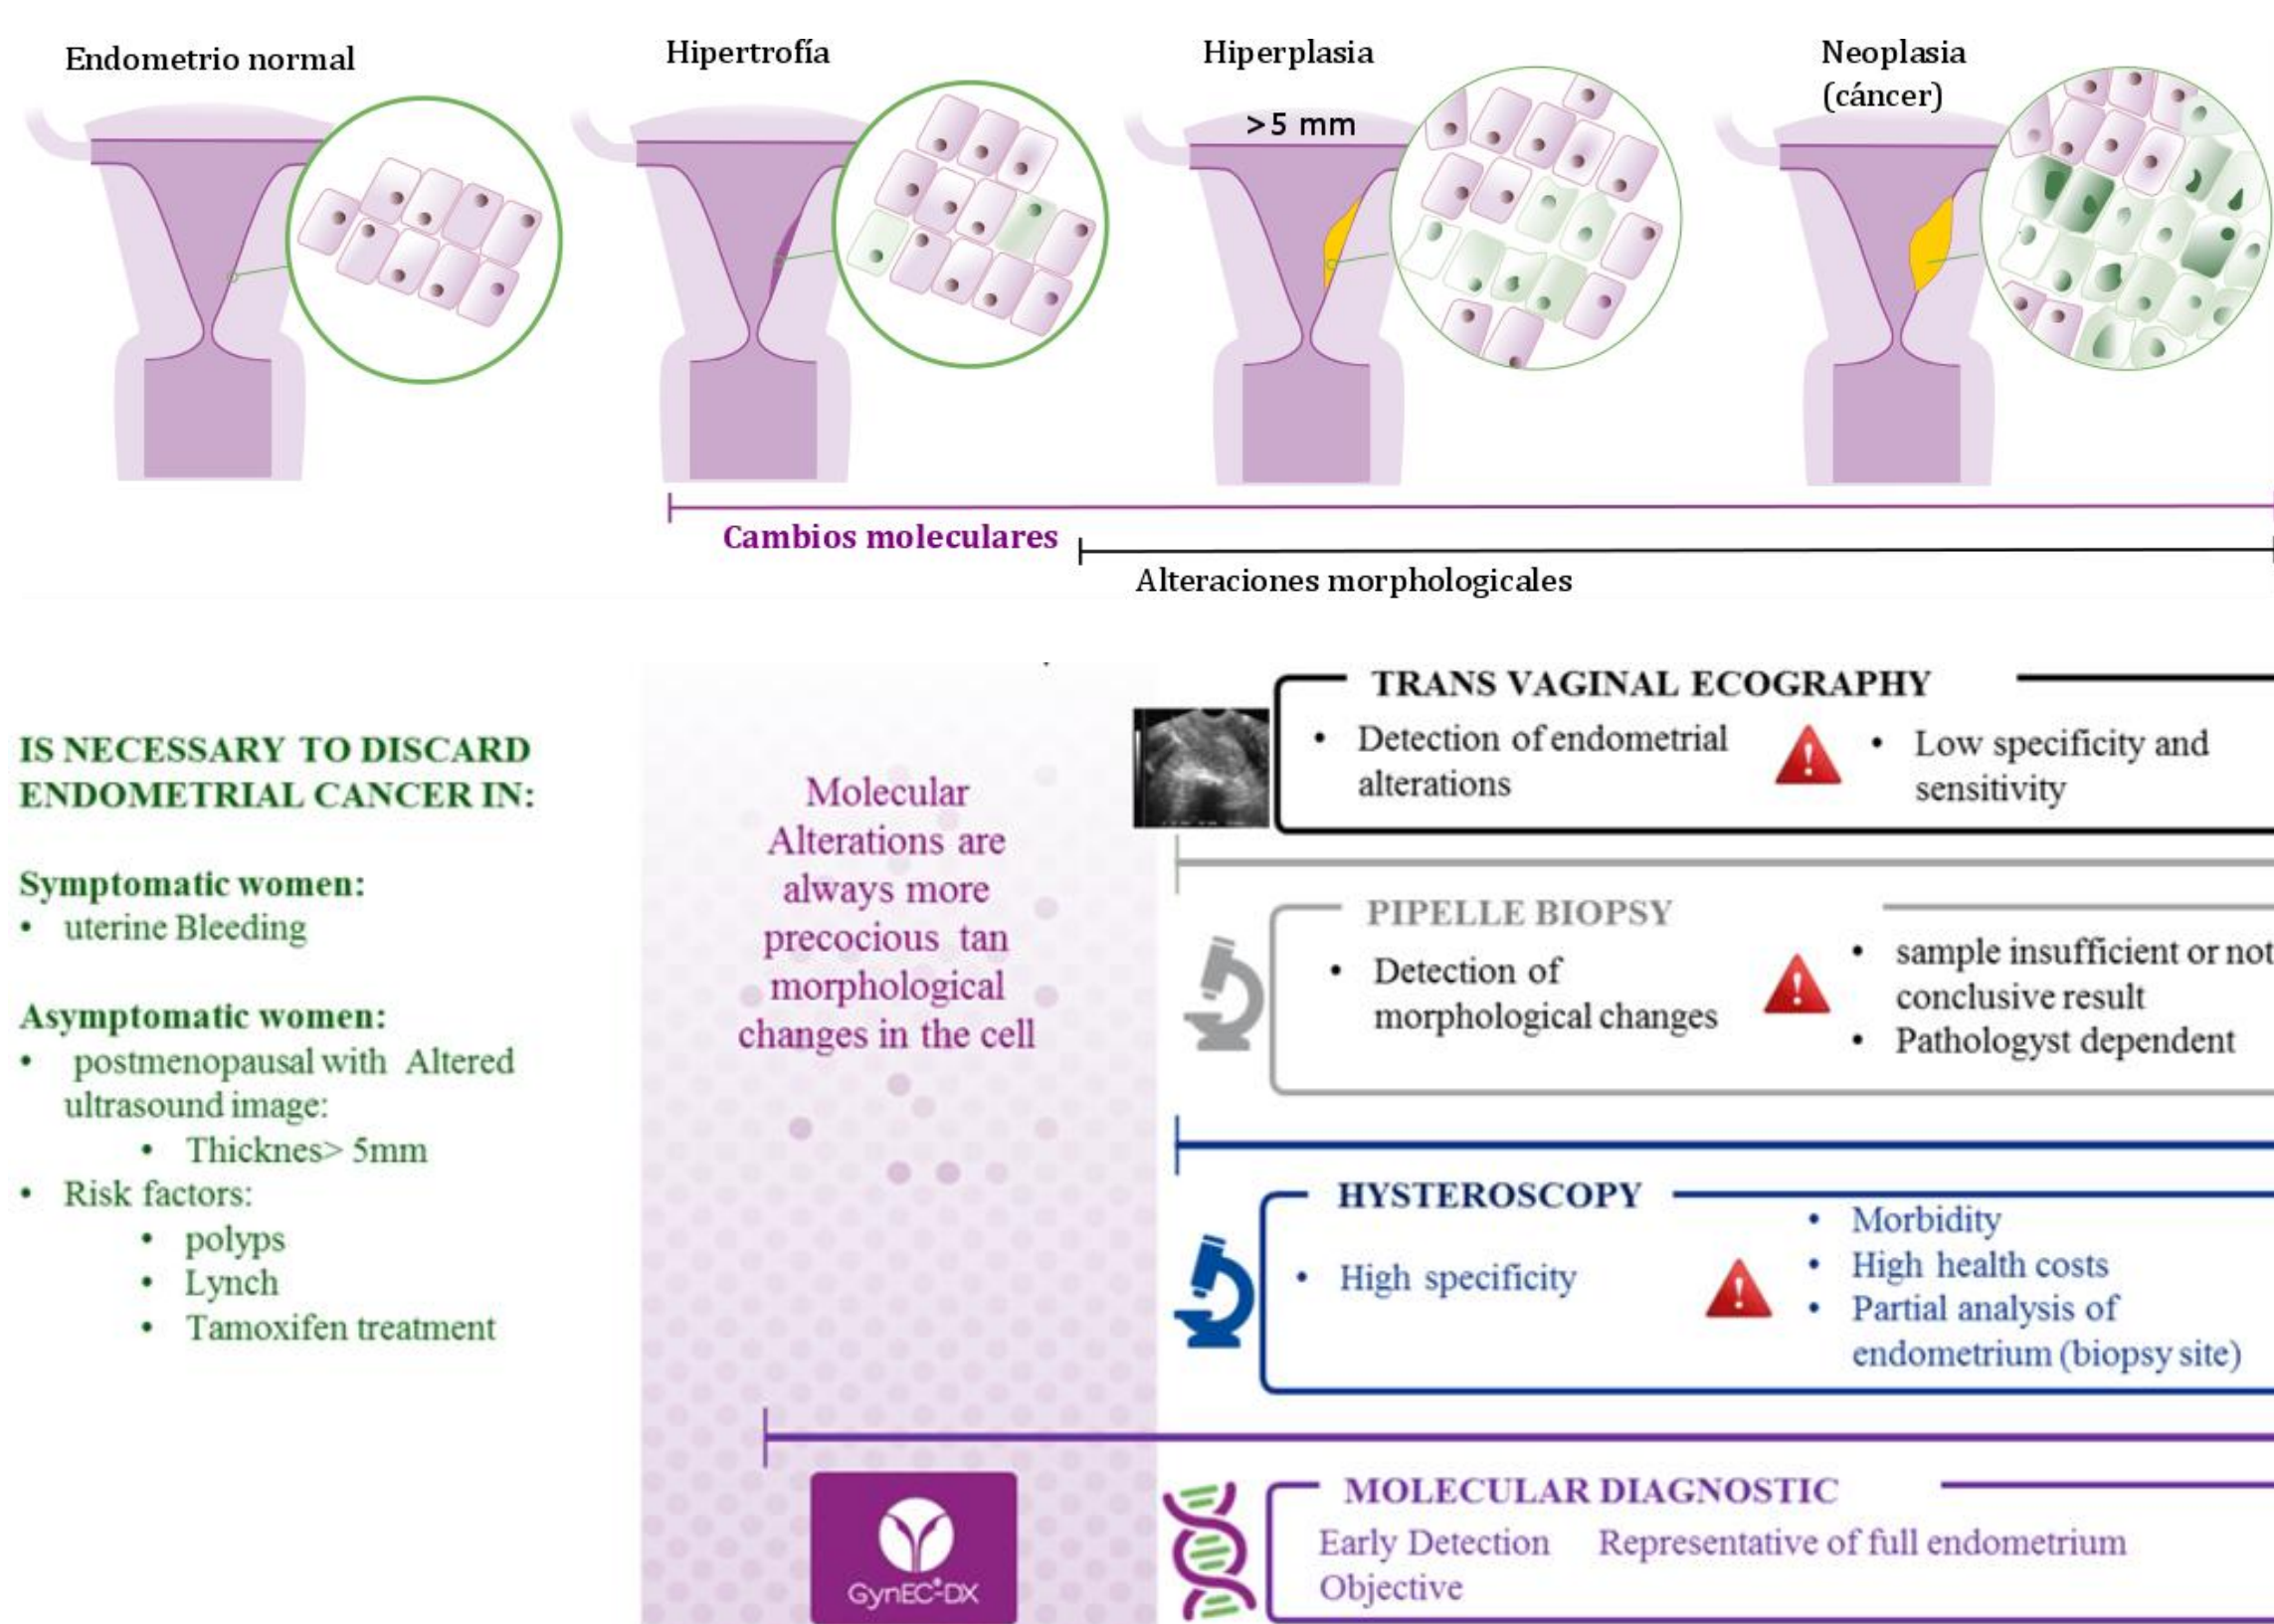 Endometrio normal
Hipertrofía
Hiperplasia
>5 mm
Neoplasia
(cáncer)
Cambios moleculares
Alteraciones morphologicales
IS NECESSARY TO DISCARD
ENDOMETRIAL CANCER IN:
Symptomatic women:
• uterine Bleeding
Asymptomatic women:
• postmenopausal with Altered
ultrasound image:
• Thicknes> 5mm
• Risk factors:
• polyps
• Lynch
• Tamoxifen treatment
Molecular
Alterations are
always more
precocious tan
morphological
changes in the cell
GynEC®-DX
TRANS VAGINAL ECOGRAPHY
• Detection of endometrial
alterations
• Low specificity and
sensitivity
PIPELLE BIOPSY
• Detection of
morphological changes
• sample insufficient or not
conclusive result
• Pathologyst dependent
HYSTEROSCOPY
• High specificity
• Morbidity
• High health costs
• Partial analysis of
endometrium (biopsy site)
MOLECULAR DIAGNOSTIC
Early Detection Representative of full endometrium
Objective